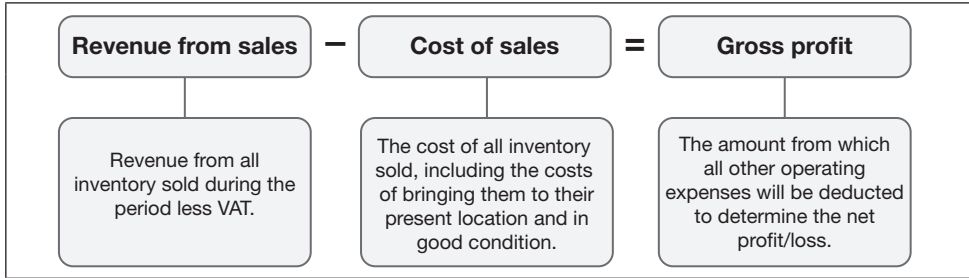 Revenue from sales – Cost of sales = Gross profit
Revenue from all
inventory sold during the
period less VAT.
The cost of all inventory
sold, including the costs
of bringing them to their
present location and in
good condition.
The amount from which
all other operating
expenses will be deducted
to determine the net
profit/loss.